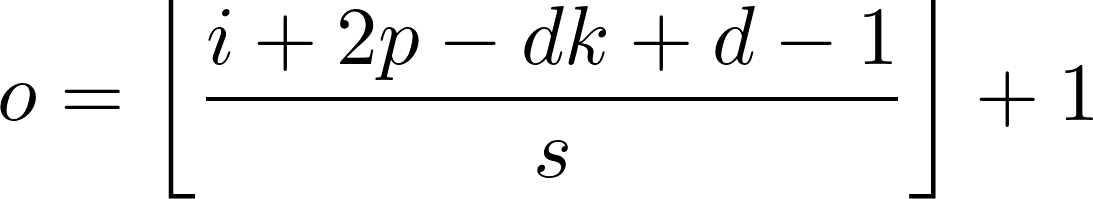 o = ⌊(i + 2p − dk + d − 1)/s⌋ + 1